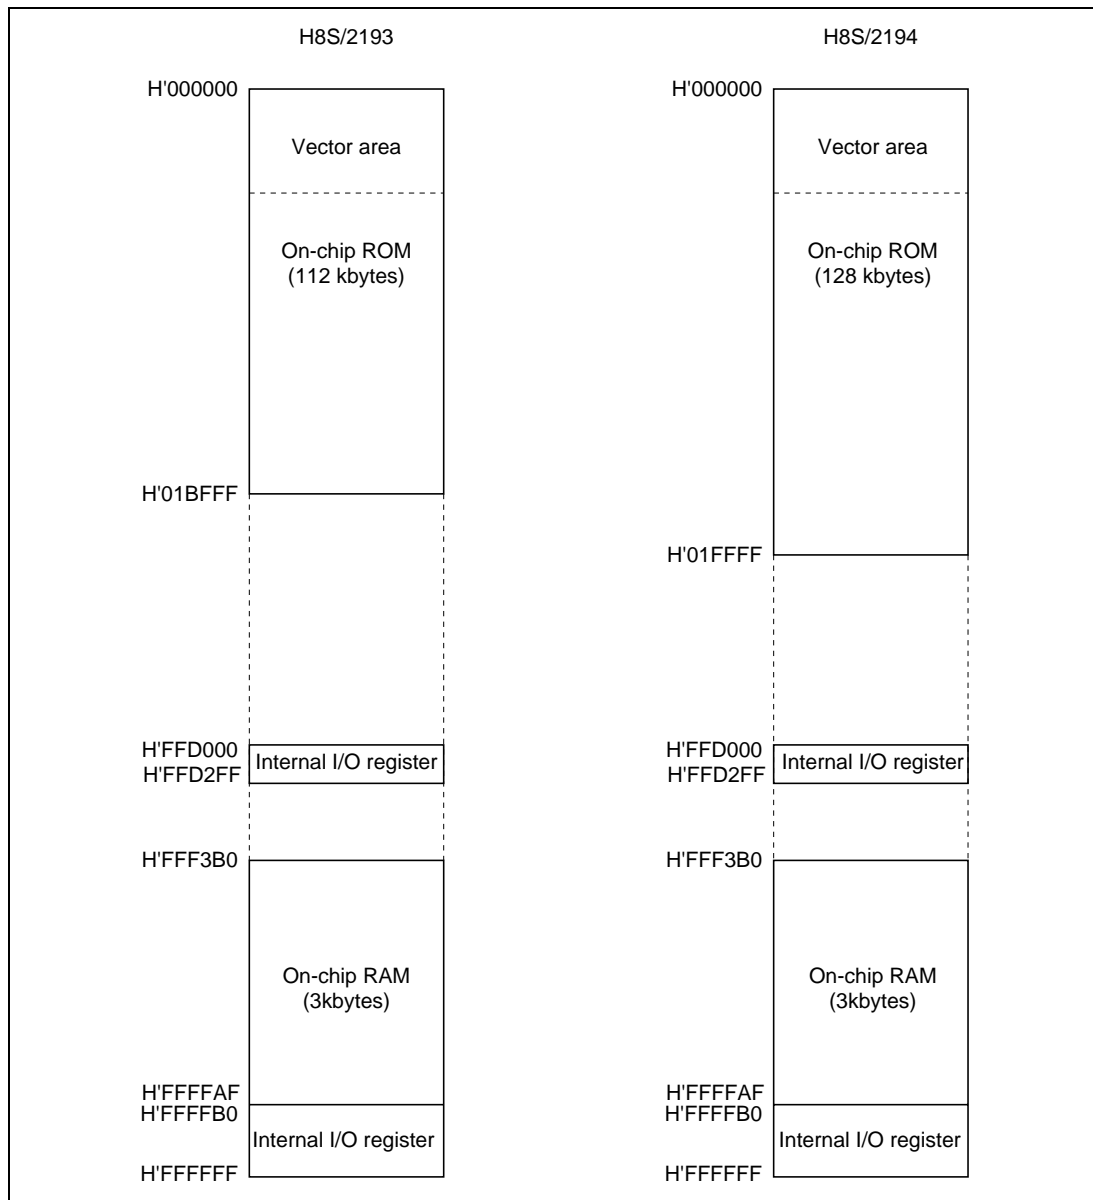 H8S/2193
H'000000
Vector area
On-chip ROM
(112 kbytes)
H'01BFFF
H'FFD000
Internal I/O register
H'FFD2FF
H'FFF3B0
On-chip RAM
(3kbytes)
H'FFFFAF
H'FFFFB0
Internal I/O register
H'FFFFFF
H8S/2194
H'000000
Vector area
On-chip ROM
(128 kbytes)
H'01FFFF
H'FFD000
Internal I/O register
H'FFD2FF
H'FFF3B0
On-chip RAM
(3kbytes)
H'FFFFAF
H'FFFFB0
Internal I/O register
H'FFFFFF